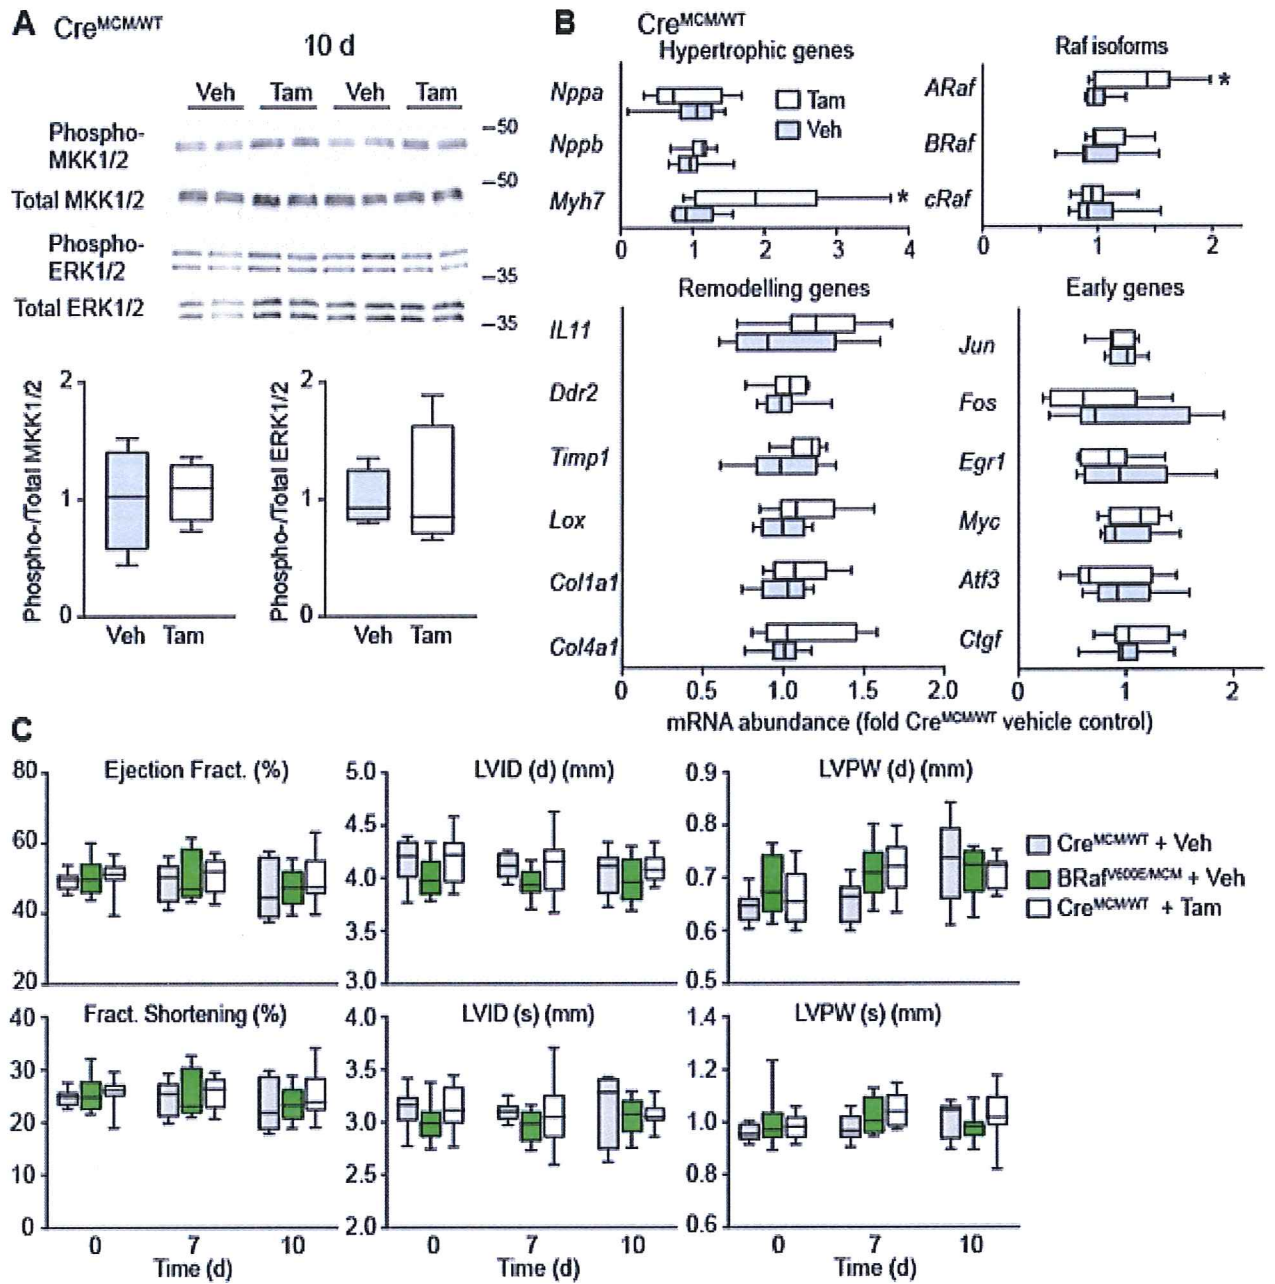 A Cre^MCM/WT
10 d
Veh Tam Veh Tam
Phospho-
MKK1/2
–50
Total MKK1/2
–50
Phospho-
ERK1/2
–35
Total ERK1/2
–35
Phospho-/Total MKK1/2
2
1
0
Veh Tam
Phospho-/Total ERK1/2
2
1
0
Veh Tam
B Cre^MCM/WT
Hypertrophic genes
Nppa
Nppb
Myh7
Tam
Veh
*
0 1 2 3 4
Raf isoforms
ARaf
BRaf
cRaf
*
0 1 2
Remodelling genes
IL11
Ddr2
Timp1
Lox
Col1a1
Col4a1
0 0.5 1.0 1.5 2.0
Early genes
Jun
Fos
Egr1
Myc
Atf3
Ctgf
0 1 2
mRNA abundance (fold Cre^MCM/WT vehicle control)
C
Ejection Fract. (%)
80
60
40
20
LVID (d) (mm)
5.0
4.5
4.0
3.5
3.0
LVPW (d) (mm)
0.9
0.8
0.7
0.6
0.5
Cre^MCM/WT + Veh
BRaf^V600E/MCM + Veh
Cre^MCM/WT + Tam
Fract. Shortening (%)
40
30
20
10
0
0 7 10
Time (d)
LVID (s) (mm)
4.0
3.5
3.0
2.5
2.0
0 7 10
Time (d)
LVPW (s) (mm)
1.4
1.2
1.0
0.8
0.6
0 7 10
Time (d)